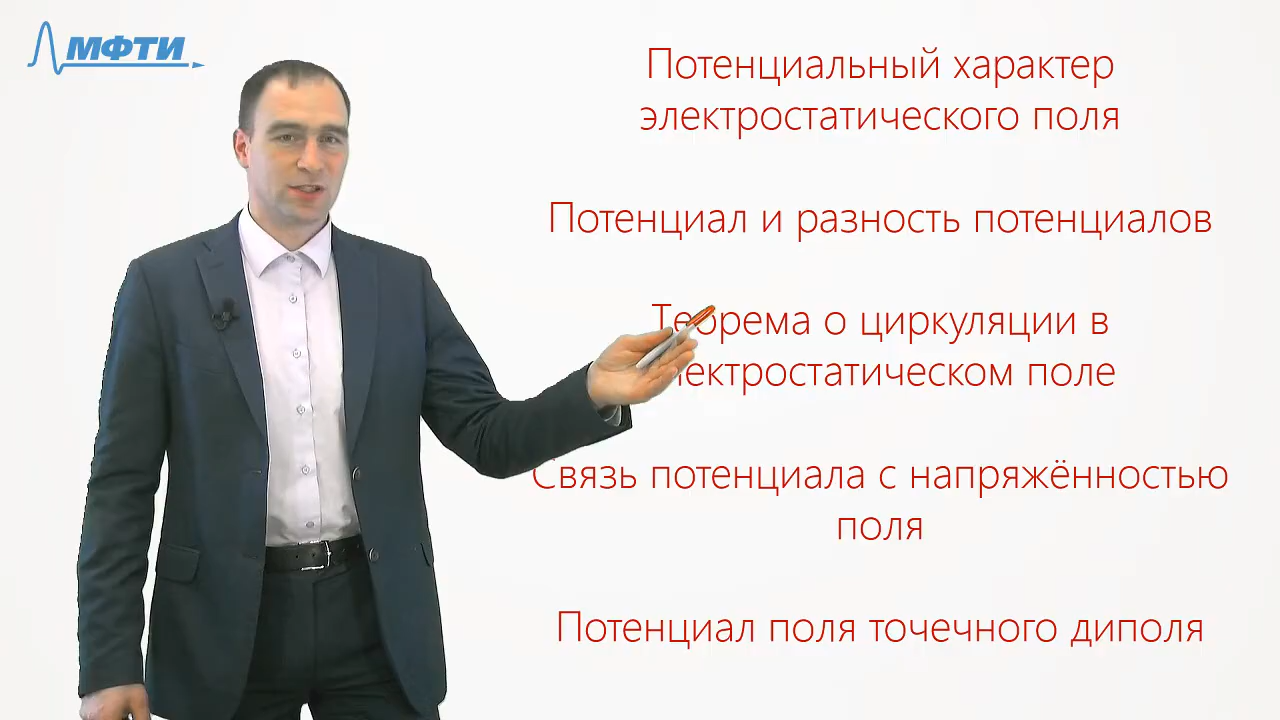 МФТИ
Потенциальный характер
электростатического поля
Потенциал и разность потенциалов
Теорема о циркуляции в
электростатическом поле
Связь потенциала с напряжённостью
поля
Потенциал поля точечного диполя